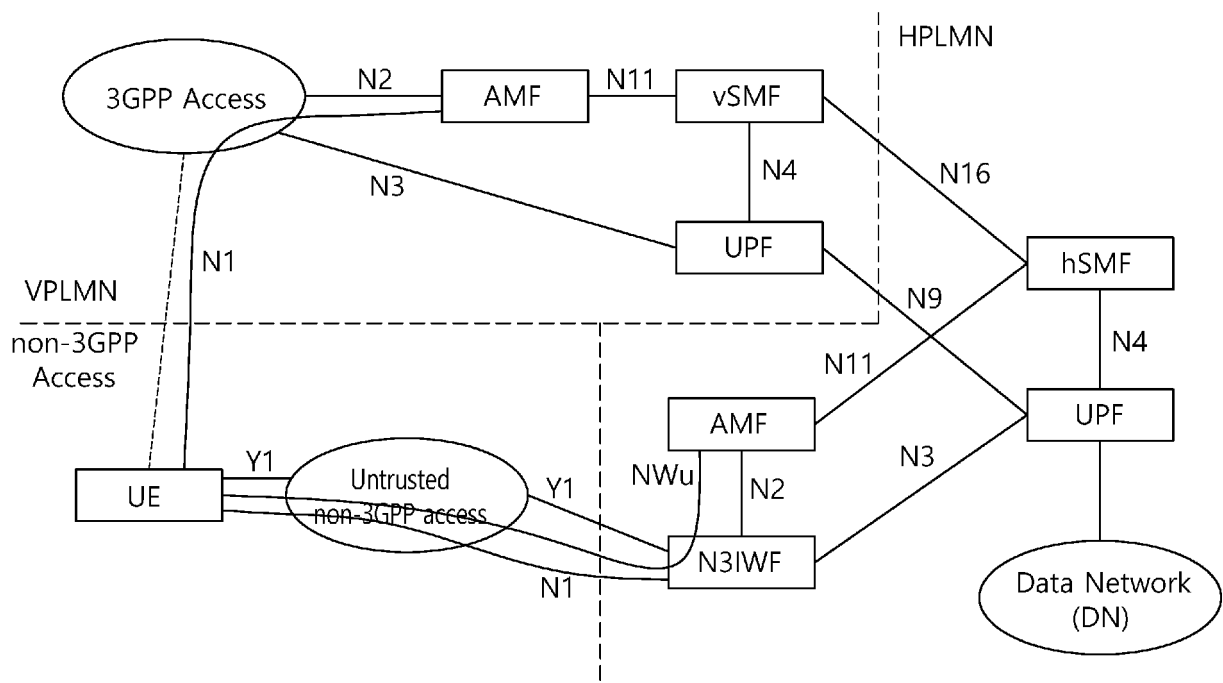 HPLMN
3GPP Access
N2
AMF
N11
vSMF
N3
N4
N16
UPF
N1
hSMF
VPLMN
N9
non-3GPP
Access
N11
N4
AMF
UPF
Y1
Untrusted
non-3GPP access
Y1
NWu
N2
N3
UE
N3IWF
N1
Data Network
(DN)